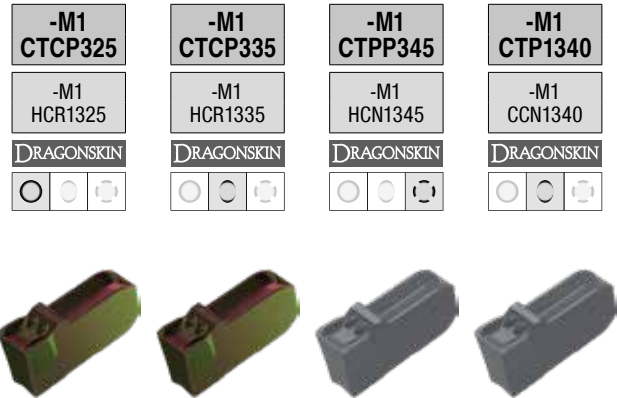 -M1
CTCP325
-M1
CTCP335
-M1
CTPP345
-M1
CTP1340
-M1
HCR1325
-M1
HCR1335
-M1
HCN1345
-M1
CCN1340
DRAGONSKIN
DRAGONSKIN
DRAGONSKIN
DRAGONSKIN